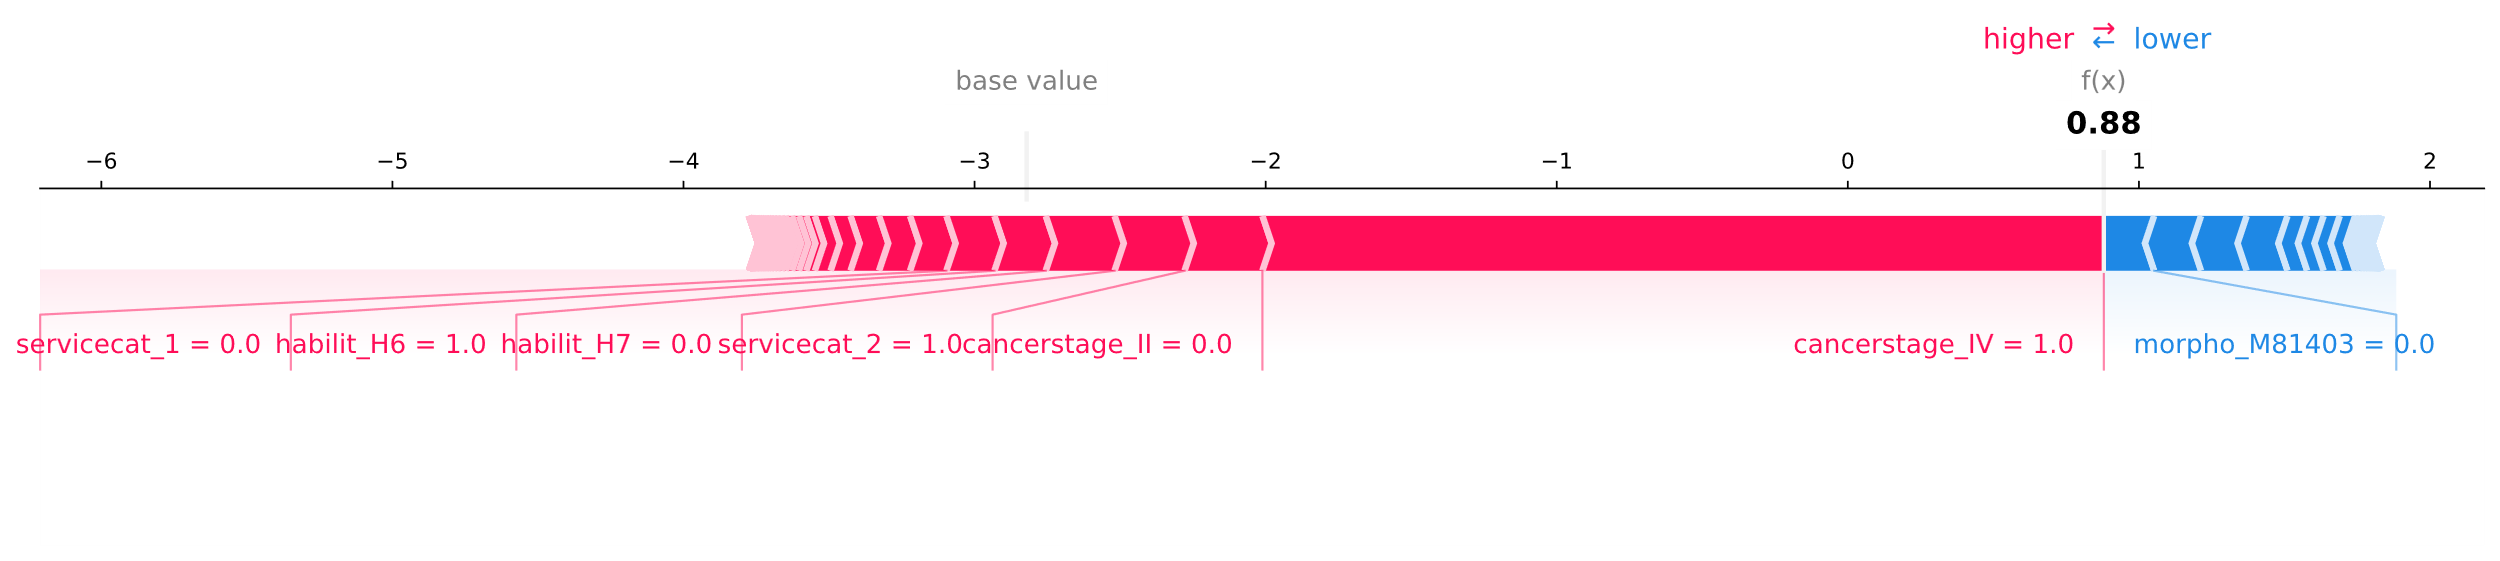 higher ⇄ lower
base value f(x)
0.88
−6 −5 −4 −3 −2 −1 0 1 2
servicecat_1 = 0.0 habilit_H6 = 1.0 habilit_H7 = 0.0 servicecat_2 = 1.0 cancerstage_II = 0.0 cancerstage_IV = 1.0 morpho_M81403 = 0.0